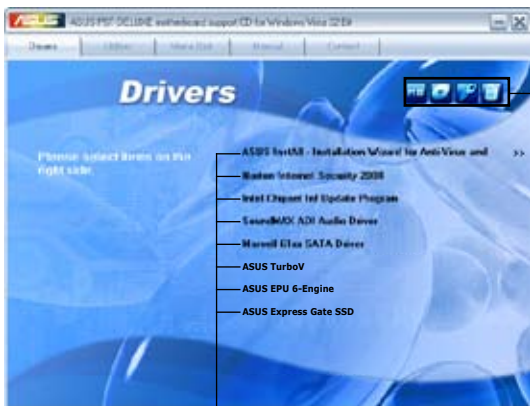 ASUS P6T DELUXE motherboard support CD for Windows Vista 32 Bit
Drivers Utilities Make Disk Manual Contact
Drivers
Please select items on the
right side.
ASUS InstAll - Installation Wizard for Anti-Virus and >>
Norton Internet Security 2008
Intel Chipset Inf Update Program
SoundMAX ADI Audio Driver
Marvell 61xx SATA Driver
ASUS TurboV
ASUS EPU 6-Engine
ASUS Express Gate SSD